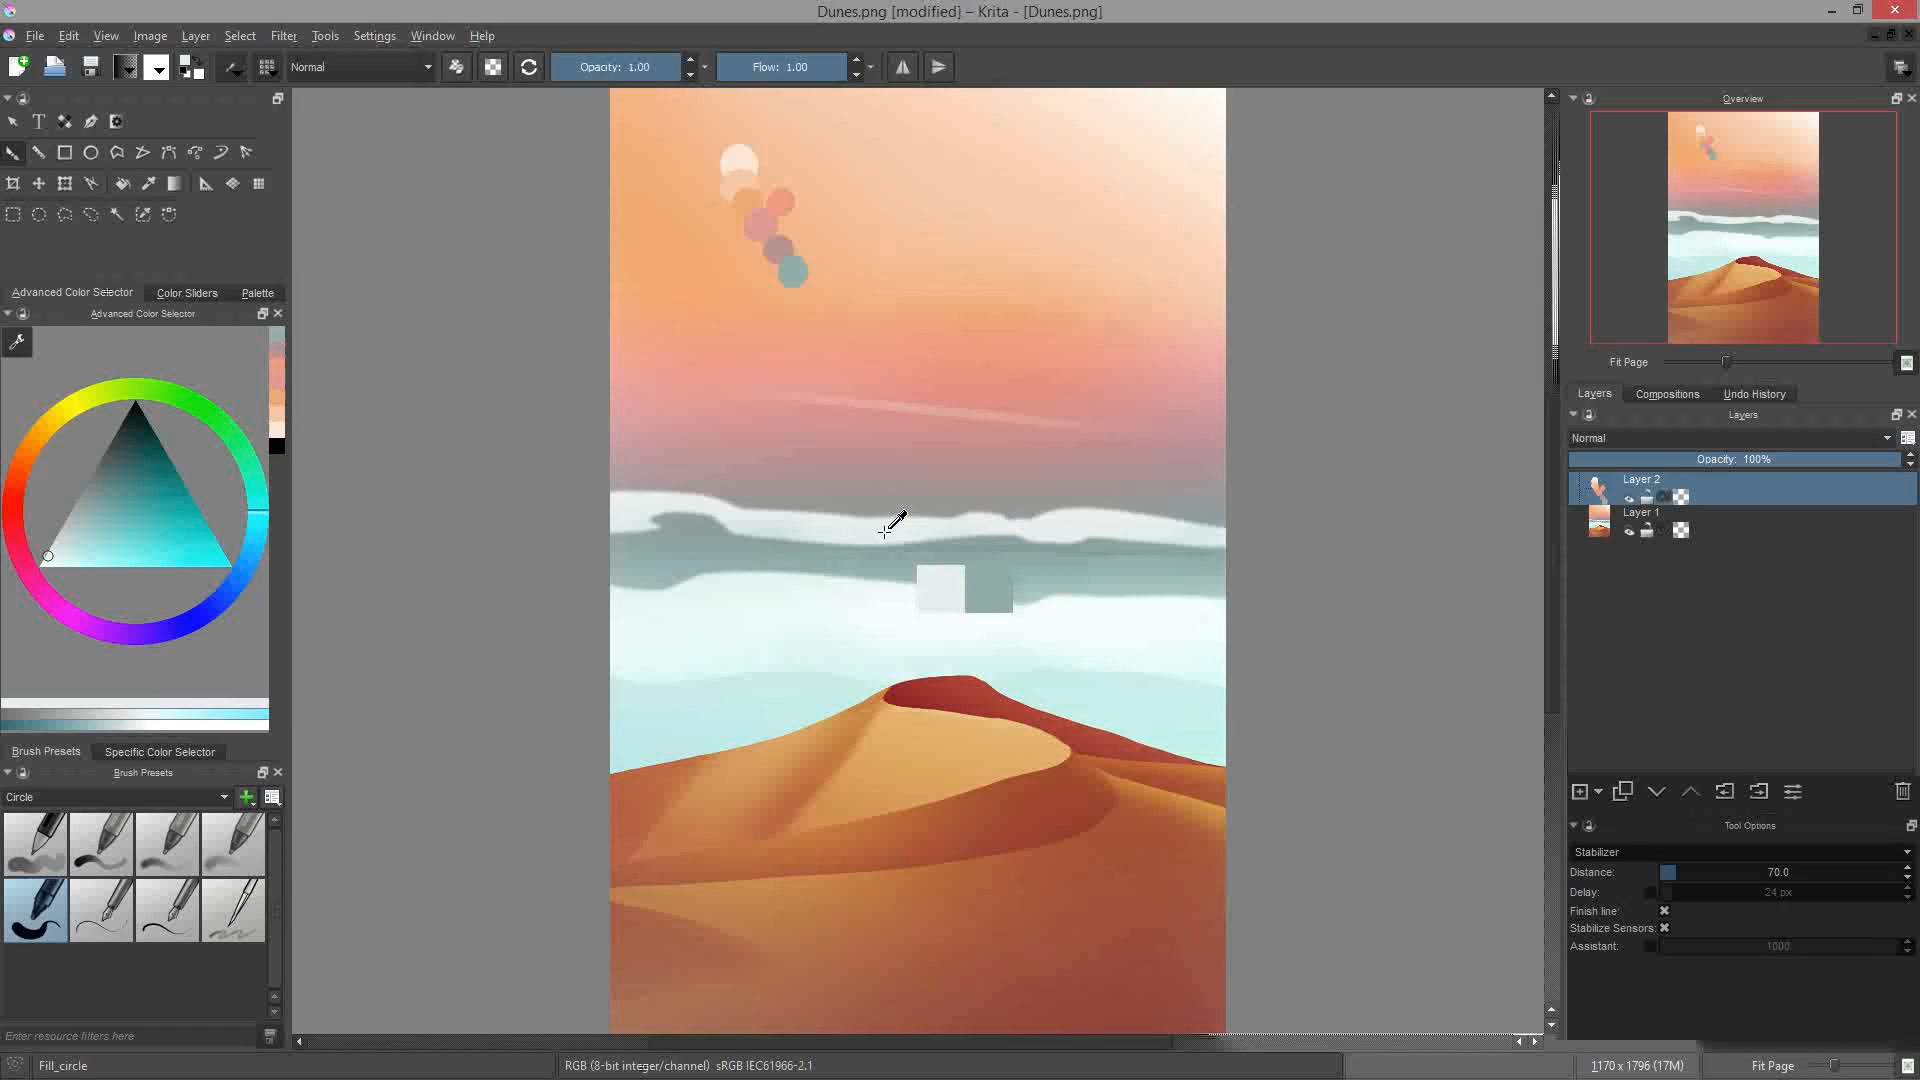 Dunes.png [modified] – Krita - [Dunes.png]
File Edit View Image Layer Select Filter Tools Settings Window Help
Normal Opacity: 1.00 Flow: 1.00
T
Advanced Color Selector Color Sliders Palette
Advanced Color Selector
Brush Presets Specific Color Selector
Brush Presets
Circle
Enter resource filters here
Overview
Fit Page
Layers Compositions Undo History
Layers
Normal
Opacity: 100%
Layer 2
Layer 1
Tool Options
Stabilizer
Distance: 70.0
Delay: 24 px
Finish line:
Stabilize Sensors:
Assistant: 1000
Fill_circle RGB (8-bit integer/channel) sRGB IEC61966-2.1 1170 x 1796 (17M) Fit Page